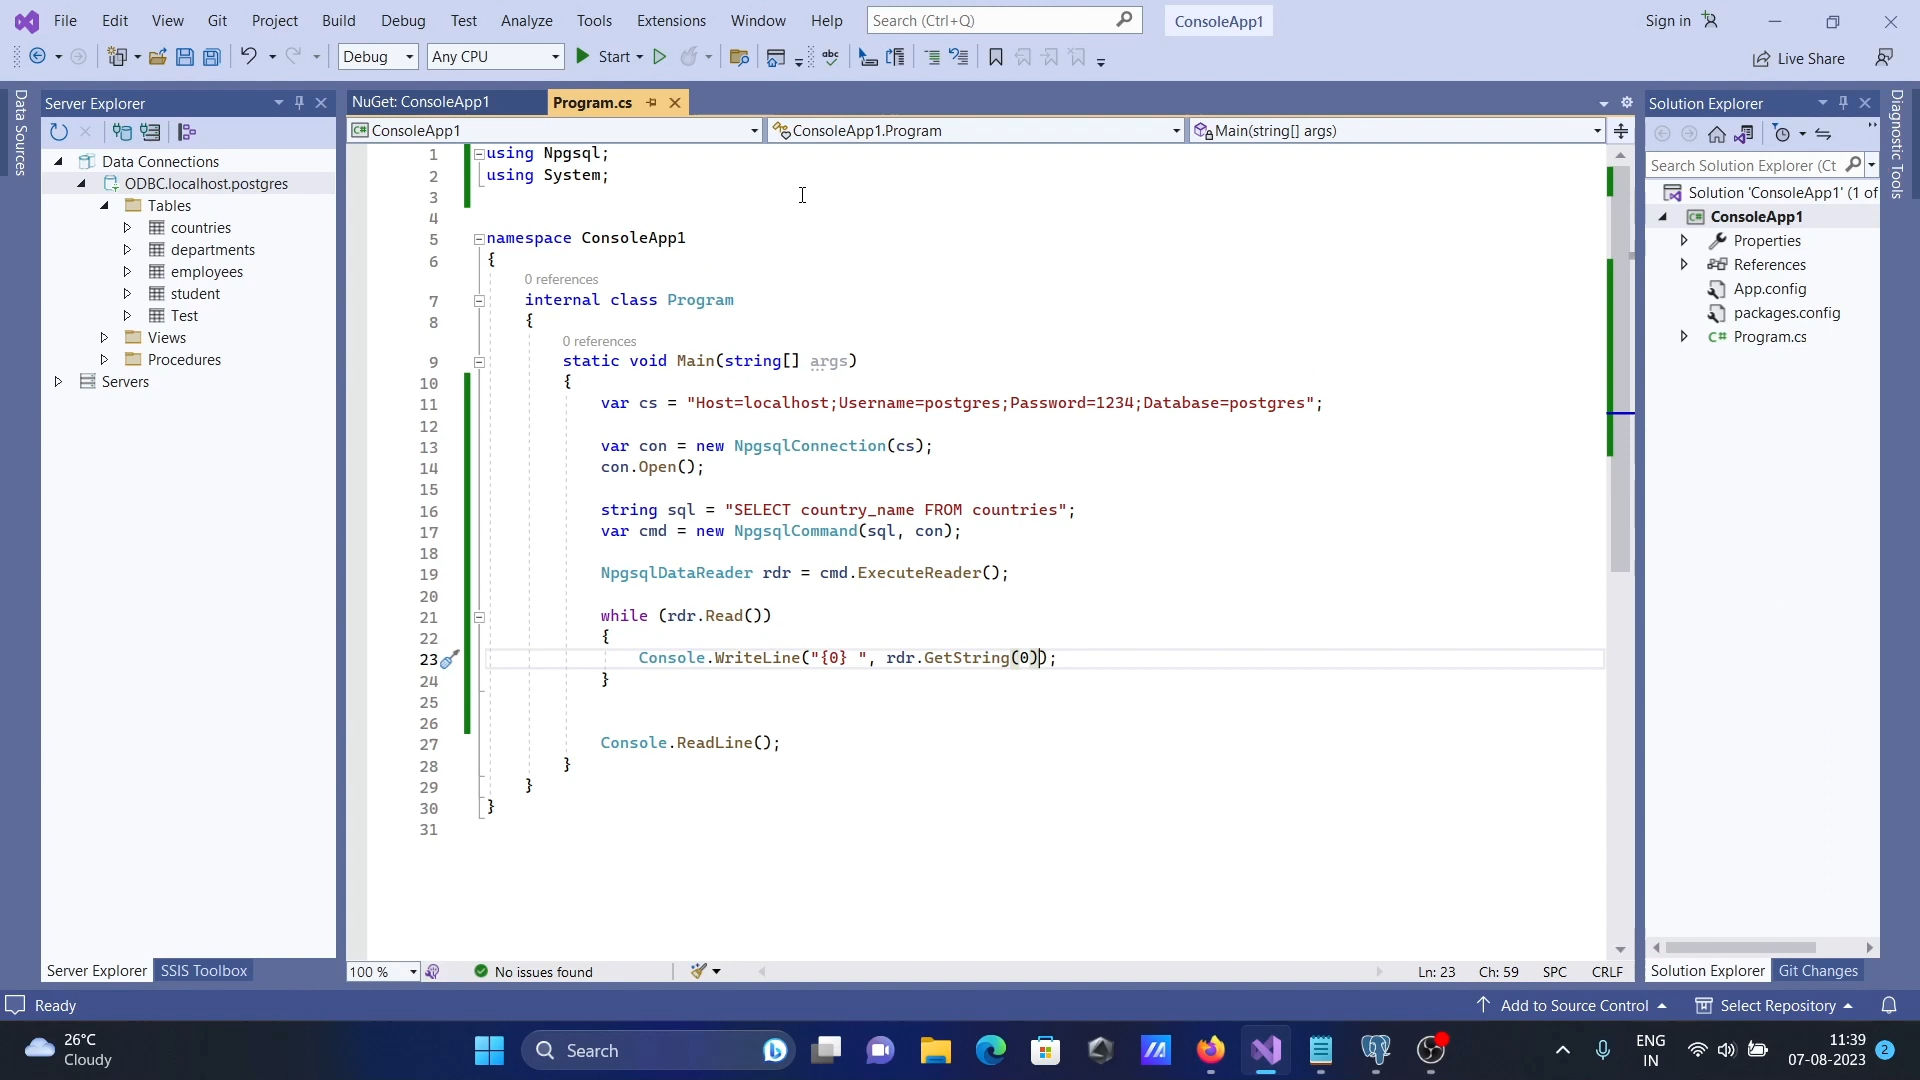 File Edit View Git Project Build Debug Test Analyze Tools Extensions Window Help Search (Ctrl+Q) ConsoleApp1 Sign in
Debug Any CPU Start Live Share
Data Sources
Server Explorer
Data Connections
ODBC.localhost.postgres
Tables
countries
departments
employees
student
Test
Views
Procedures
Servers
Server Explorer SSIS Toolbox
NuGet: ConsoleApp1 Program.cs
ConsoleApp1 ConsoleApp1.Program Main(string[] args)
1 using Npgsql;
2 using System;
3
4
5 namespace ConsoleApp1
6 {
0 references
7 internal class Program
8 {
0 references
9 static void Main(string[] args)
10 {
11 var cs = "Host=localhost;Username=postgres;Password=1234;Database=postgres";
12
13 var con = new NpgsqlConnection(cs);
14 con.Open();
15
16 string sql = "SELECT country_name FROM countries";
17 var cmd = new NpgsqlCommand(sql, con);
18
19 NpgsqlDataReader rdr = cmd.ExecuteReader();
20
21 while (rdr.Read())
22 {
23 Console.WriteLine("{0} ", rdr.GetString(0));
24 }
25
26
27 Console.ReadLine();
28 }
29 }
30 }
31
100 % No issues found Ln: 23 Ch: 59 SPC CRLF
Solution Explorer
Search Solution Explorer (Ct
Solution 'ConsoleApp1' (1 of
ConsoleApp1
Properties
References
App.config
packages.config
Program.cs
Solution Explorer Git Changes
Diagnostic Tools
Ready Add to Source Control Select Repository
26°C
Cloudy
Search
ENG
IN
11:39
07-08-2023
2